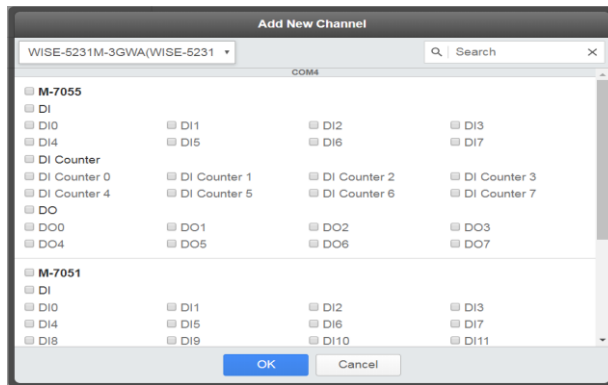 Add New Channel
WISE-5231M-3GWA(WISE-5231
Search
COM4
M-7055
DI
DI0 DI1 DI2 DI3
DI4 DI5 DI6 DI7
DI Counter
DI Counter 0 DI Counter 1 DI Counter 2 DI Counter 3
DI Counter 4 DI Counter 5 DI Counter 6 DI Counter 7
DO
DO0 DO1 DO2 DO3
DO4 DO5 DO6 DO7
M-7051
DI
DI0 DI1 DI2 DI3
DI4 DI5 DI6 DI7
DI8 DI9 DI10 DI11
OK Cancel